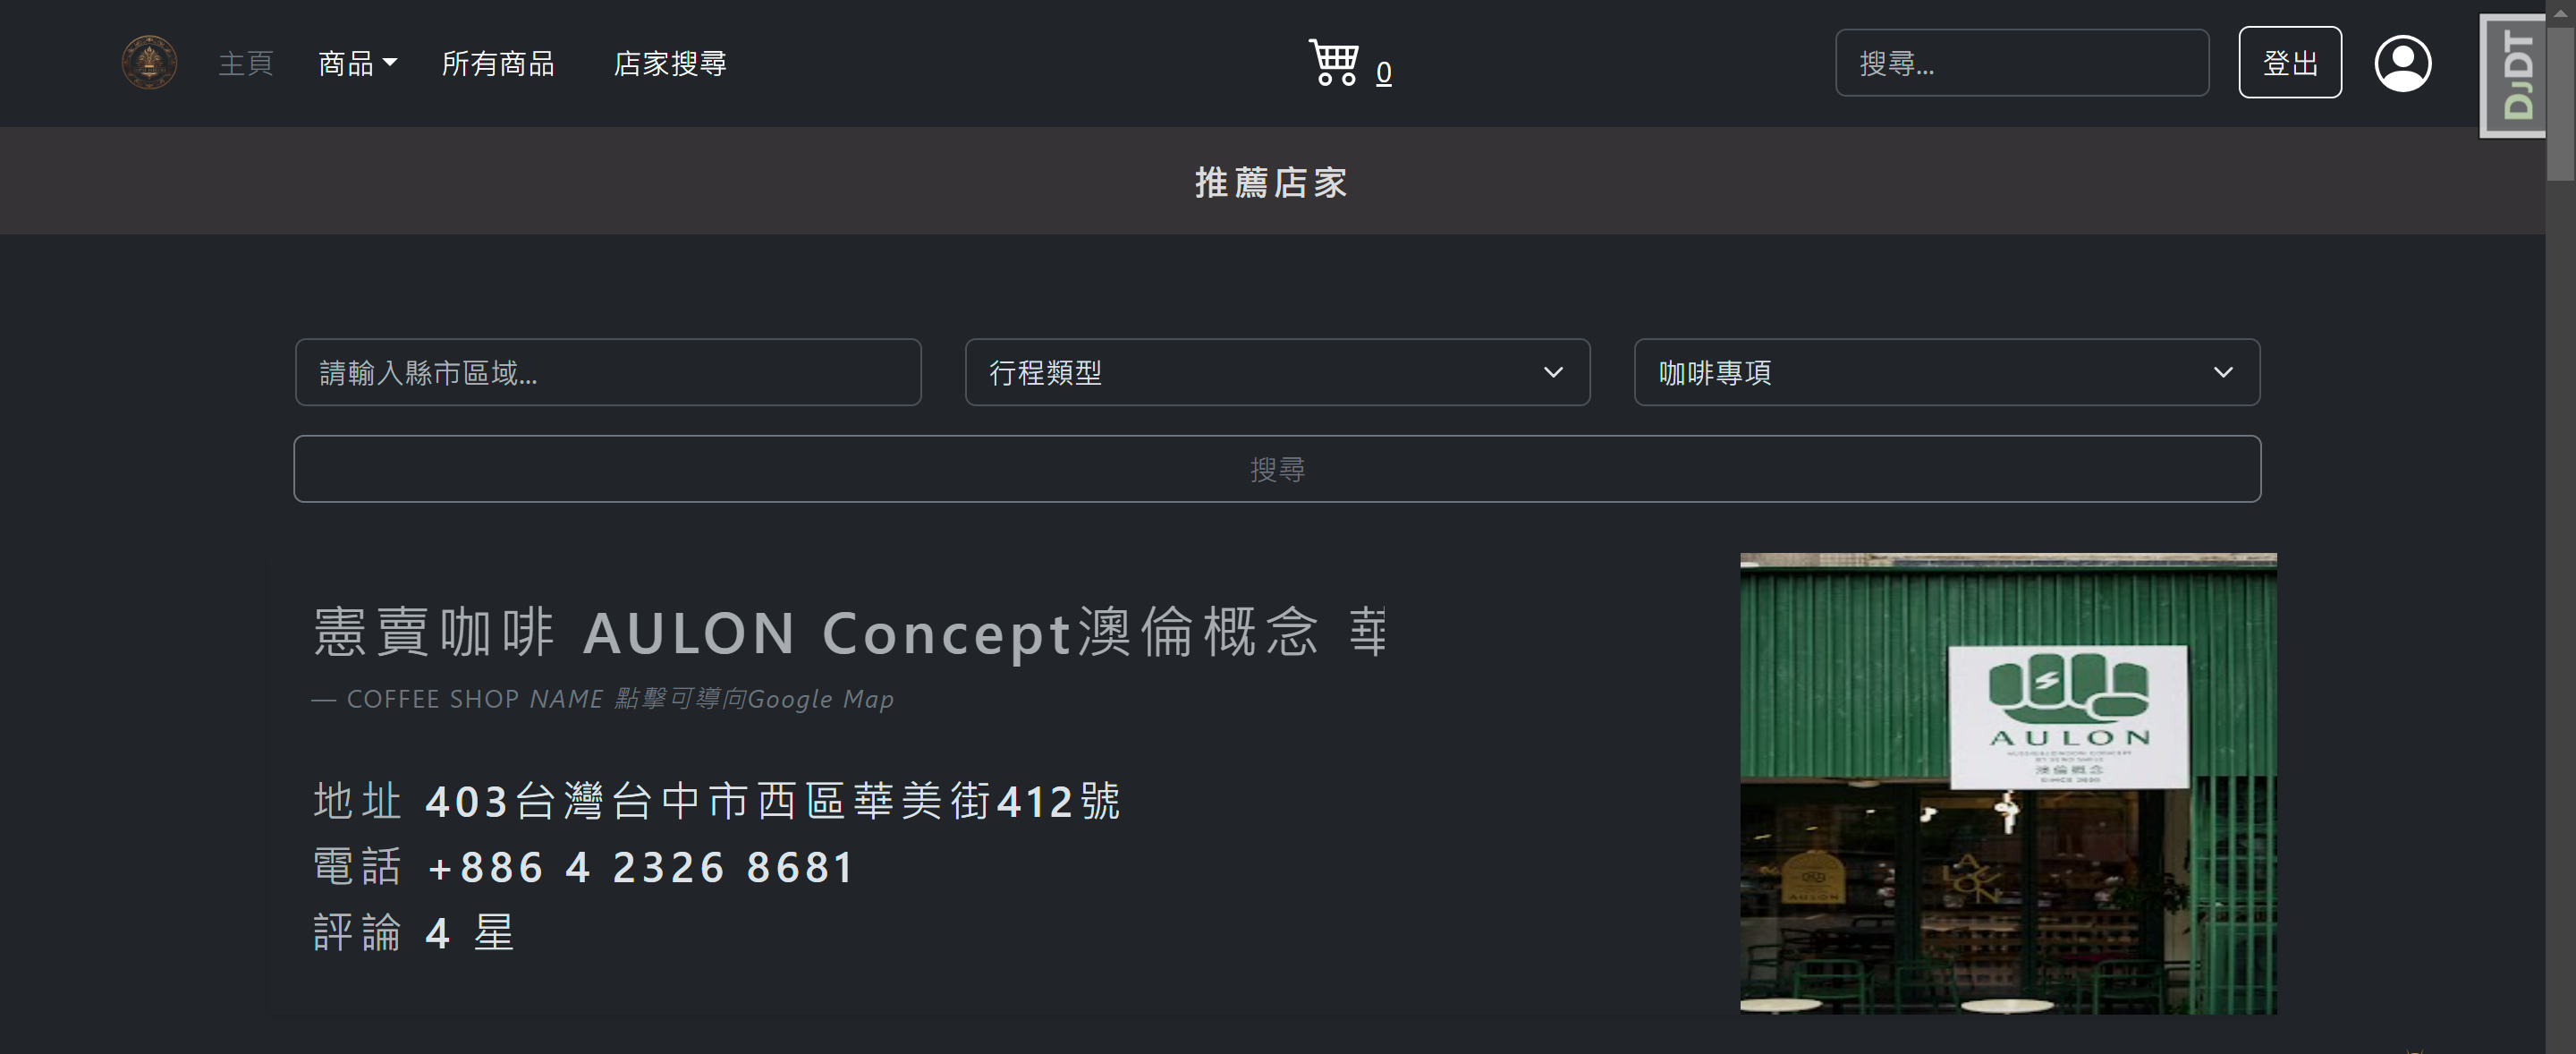 主頁 商品 所有商品 店家搜尋 0 搜尋... 登出
DJDT
推薦店家
請輸入縣市區域... 行程類型 咖啡專項
搜尋
憲賣咖啡 AULON Concept澳倫概念
— COFFEE SHOP NAME 點擊可導向Google Map
地址 403台灣台中市西區華美街412號
電話 +886 4 2326 8681
評論 4 星
AULON
澳倫概念
AULON
AULON